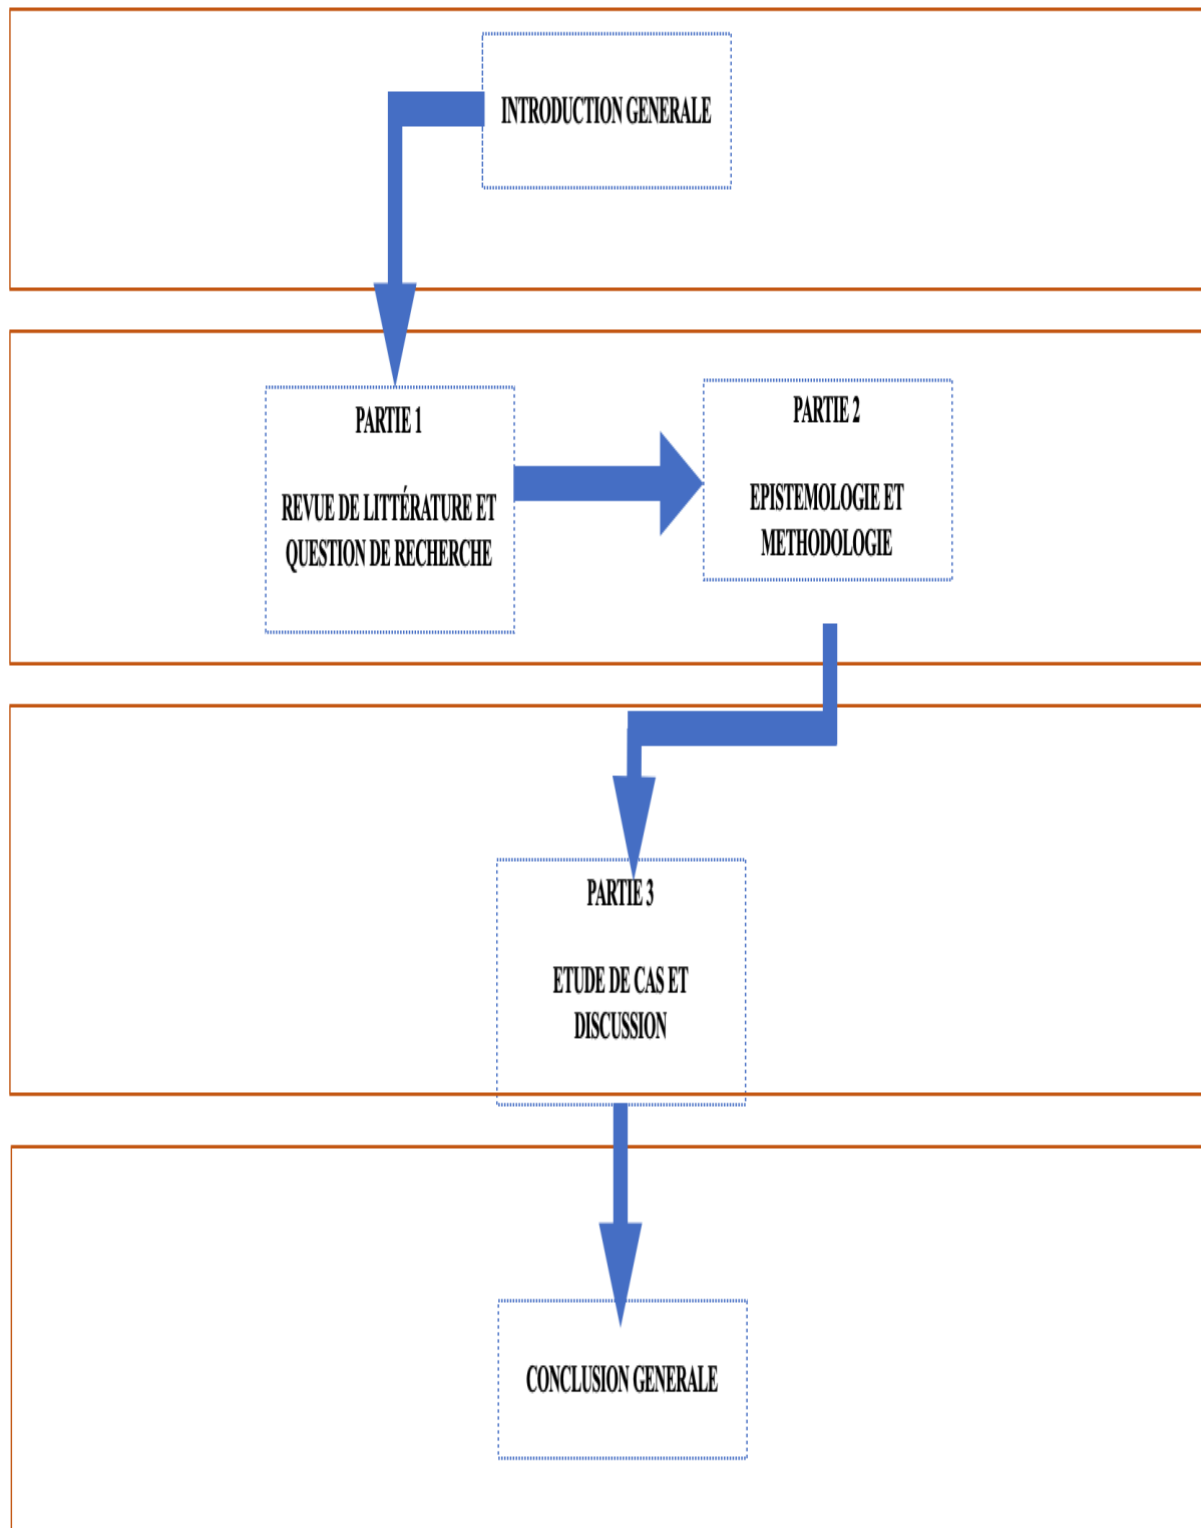 INTRODUCTION GENERALE
PARTIE 1
REVUE DE LITTÉRATURE ET
QUESTION DE RECHERCHE
PARTIE 2
EPISTEMOLOGIE ET
METHODOLOGIE
PARTIE 3
ETUDE DE CAS ET
DISCUSSION
CONCLUSION GENERALE